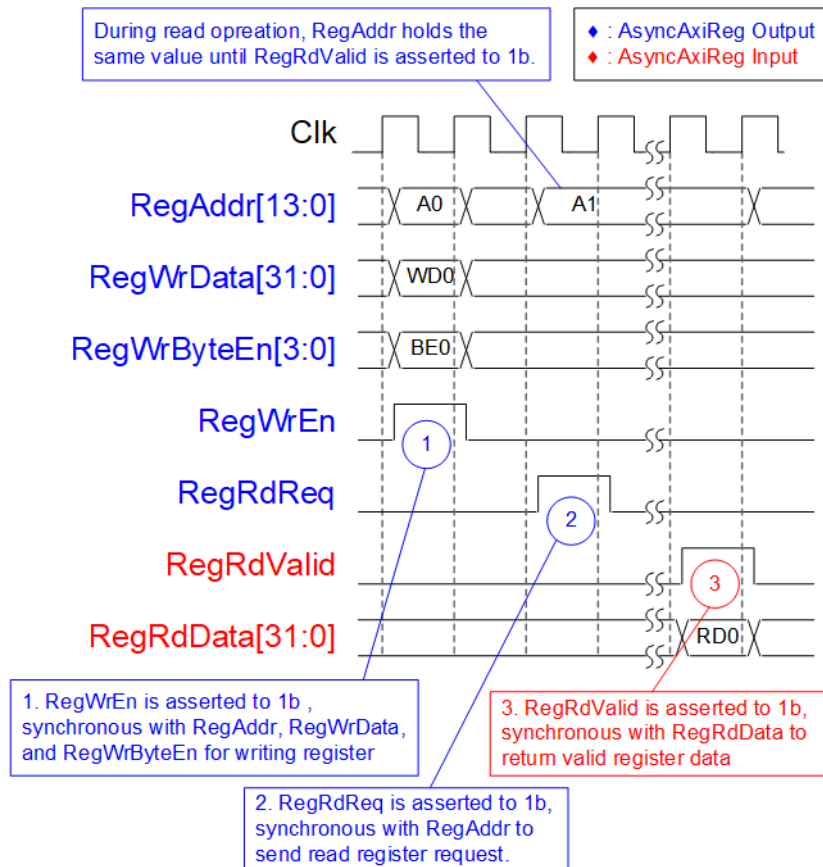 During read opreation, RegAddr holds the
same value until RegRdValid is asserted to 1b.
♦ : AsyncAxiReg Output
♦ : AsyncAxiReg Input
Clk
RegAddr[13:0]
A0
A1
RegWrData[31:0]
WD0
RegWrByteEn[3:0]
BE0
RegWrEn
1
RegRdReq
2
RegRdValid
3
RegRdData[31:0]
RD0
1. RegWrEn is asserted to 1b ,
synchronous with RegAddr, RegWrData,
and RegWrByteEn for writing register
3. RegRdValid is asserted to 1b,
synchronous with RegRdData to
return valid register data
2. RegRdReq is asserted to 1b,
synchronous with RegAddr to
send read register request.